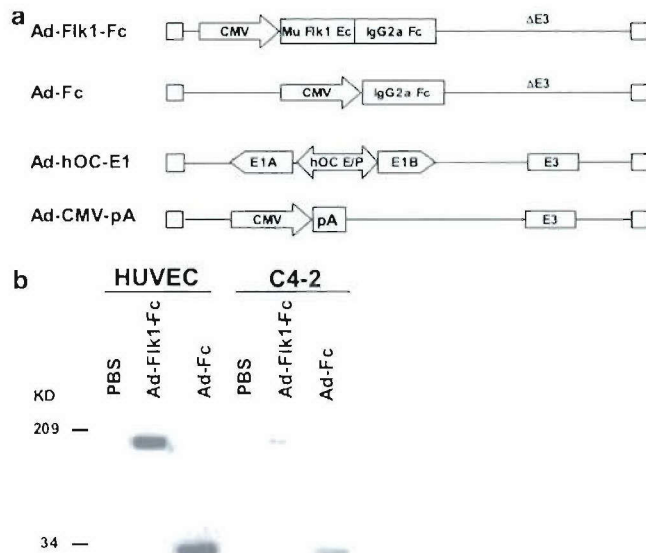 a
Ad-Flk1-Fc CMV Mu Flk1 Ec IgG2a Fc ΔE3
Ad-Fc CMV IgG2a Fc ΔE3
Ad-hOC-E1 E1A hOC E/P E1B E3
Ad-CMV-pA CMV pA E3
b
HUVEC C4-2
PBS Ad-Flk1-Fc Ad-Fc PBS Ad-Flk1-Fc Ad-Fc
KD
209
34